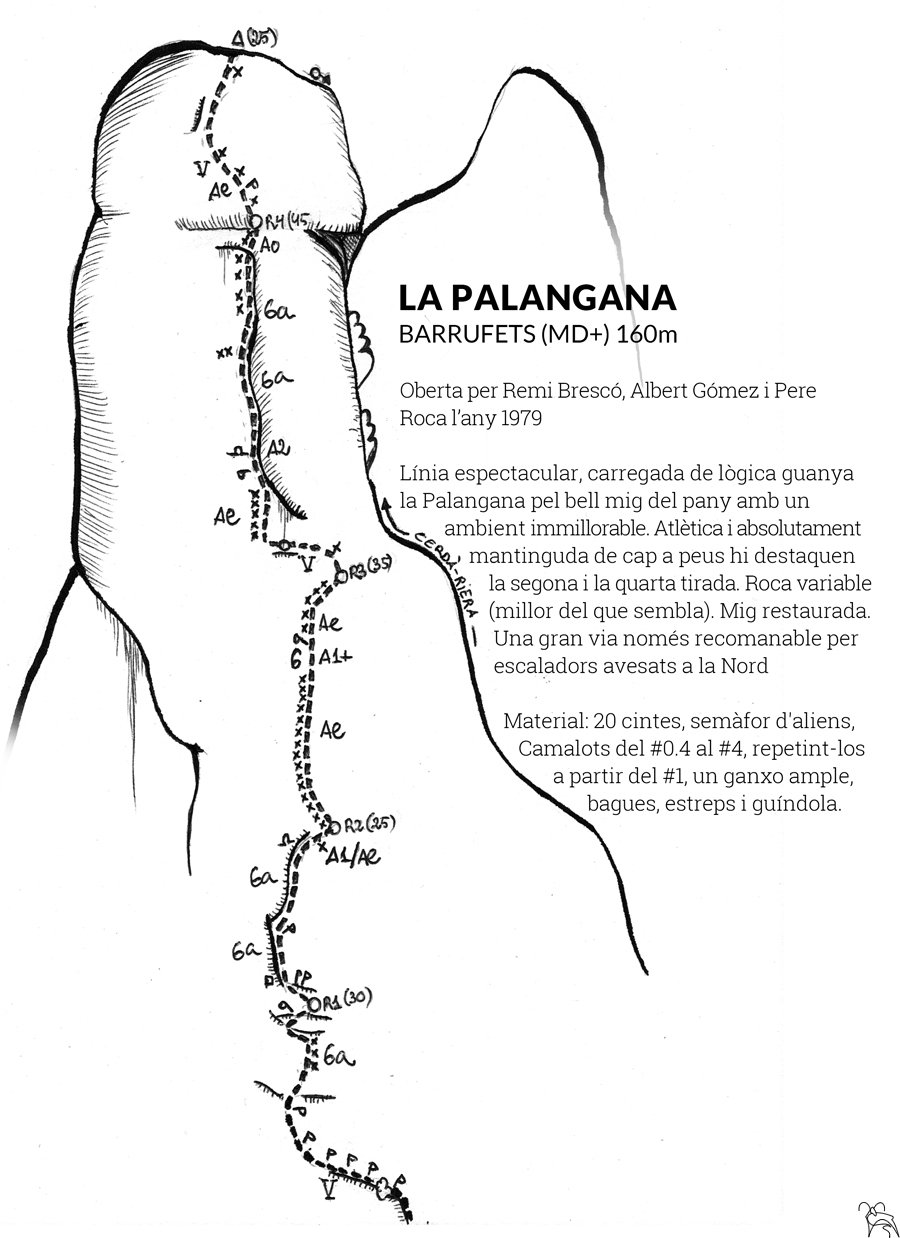 Δ (25)
V
Ae
R4 (45
A0
6a
6a
A2
Ae
V
R3 (35)
Ae
A1+
Ae
R2 (25)
A1/Ae
6a
6a
R1 (30)
6a
V
CERDÀ-RIERA
LA PALANGANA
BARRUFETS (MD+) 160m
Oberta per Remi Brescó, Albert Gómez i Pere
Roca l’any 1979
Línia espectacular, carregada de lògica guanya
la Palangana pel bell mig del pany amb un
ambient immillorable. Atlètica i absolutament
mantinguda de cap a peus hi destaquen
la segona i la quarta tirada. Roca variable
(millor del que sembla). Mig restaurada.
Una gran via només recomanable per
escaladors avesats a la Nord
Material: 20 cintes, semàfor d'aliens,
Camalots del #0.4 al #4, repetint-los
a partir del #1, un ganxo ample,
bagues, estreps i guíndola.